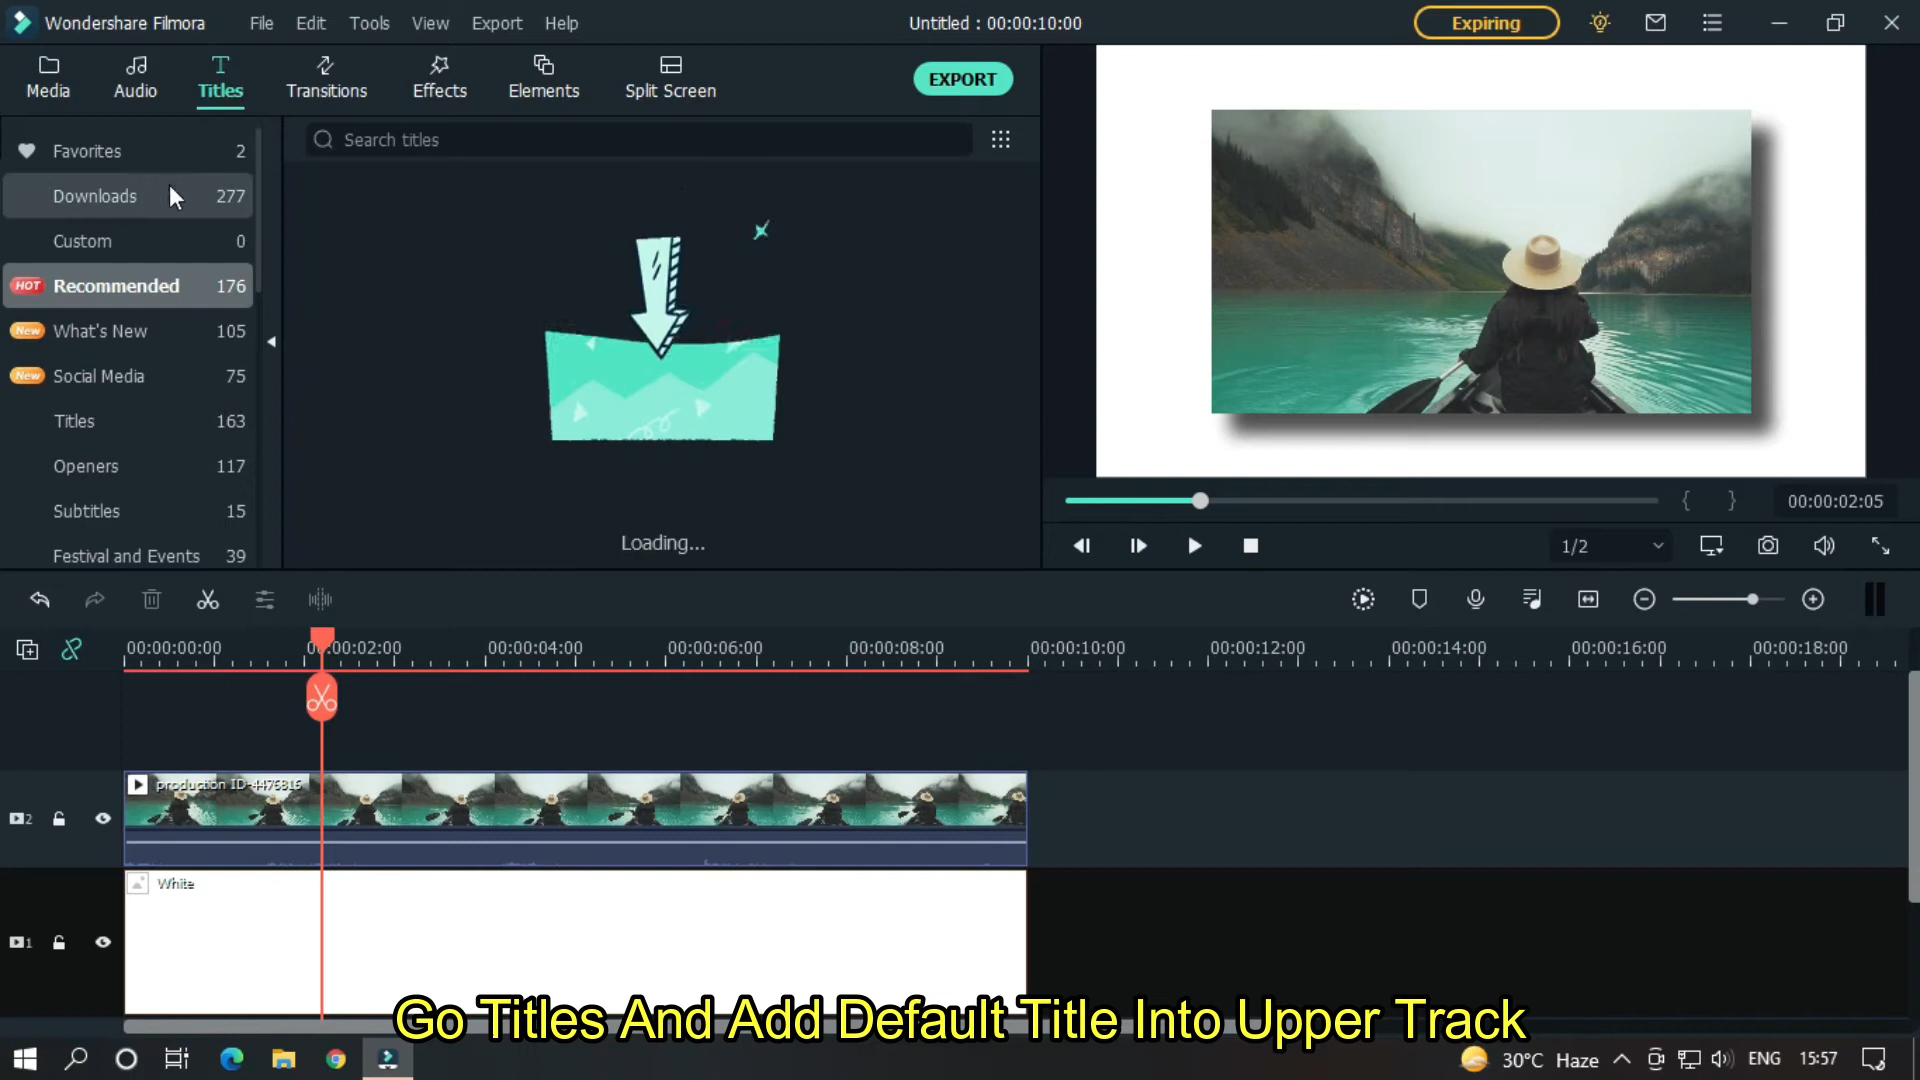 Wondershare Filmora
File
Edit
Tools
View
Export
Help
Untitled : 00:00:10:00
Expiring
Media
Audio
Titles
Transitions
Effects
Elements
Split Screen
EXPORT
Favorites 2
Downloads 277
Custom 0
HOT Recommended 176
New What's New 105
New Social Media 75
Titles 163
Openers 117
Subtitles 15
Festival and Events 39
Search titles
Loading...
00:00:02:05
1/2
00:00:00:00
00:00:02:00
00:00:04:00
00:00:06:00
00:00:08:00
00:00:10:00
00:00:12:00
00:00:14:00
00:00:16:00
00:00:18:00
production ID-4476816
2
White
1
Go Titles And Add Default Title Into Upper Track
30°C Haze
ENG
15:57